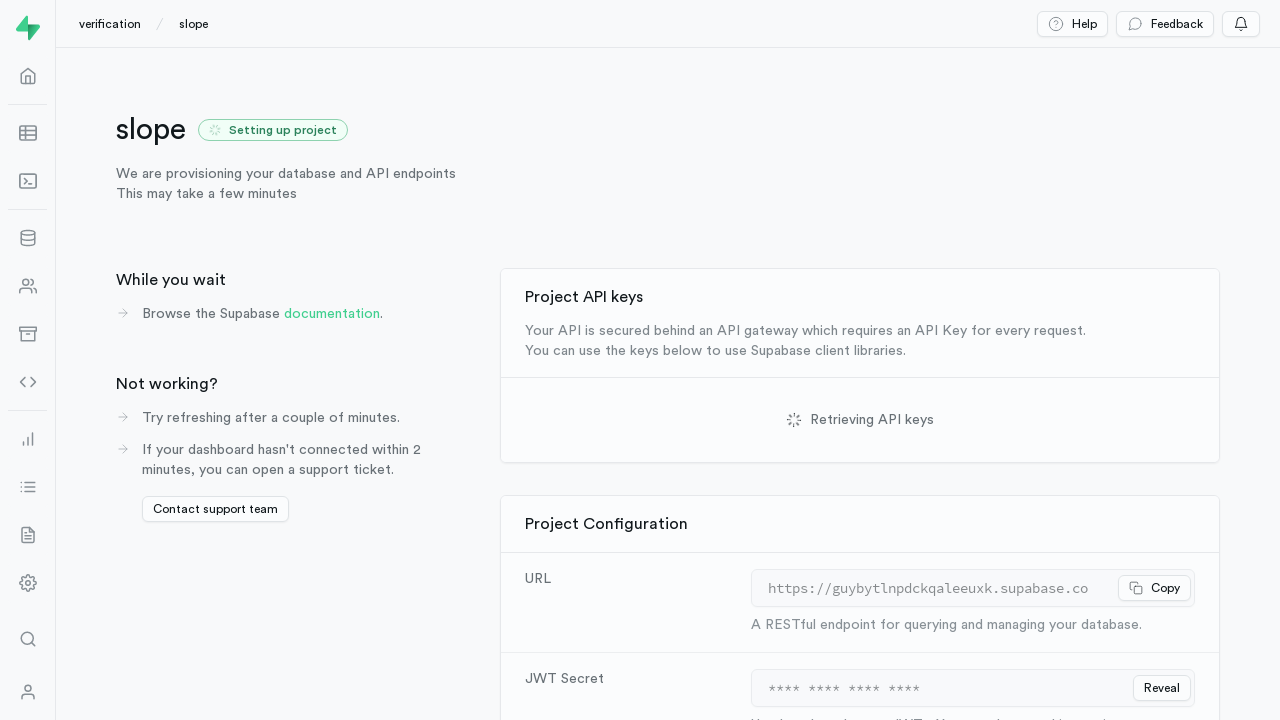 verification / slope
Help
Feedback
slope
Setting up project
We are provisioning your database and API endpoints
This may take a few minutes
While you wait
Browse the Supabase documentation.
Not working?
Try refreshing after a couple of minutes.
If your dashboard hasn't connected within 2
minutes, you can open a support ticket.
Contact support team
Project API keys
Your API is secured behind an API gateway which requires an API Key for every request.
You can use the keys below to use Supabase client libraries.
Retrieving API keys
Project Configuration
URL
https://guybytlnpdckqaleeuxk.supabase.co
Copy
A RESTful endpoint for querying and managing your database.
JWT Secret
**** **** **** ****
Reveal